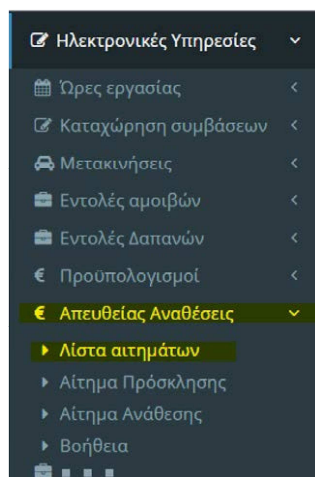 Ηλεκτρονικές Υπηρεσίες
Ώρες εργασίας
Καταχώρηση συμβάσεων
Μετακινήσεις
Εντολές αμοιβών
Εντολές Δαπανών
€ Προϋπολογισμοί
€ Απευθείας Αναθέσεις
Λίστα αιτημάτων
Αίτημα Πρόσκλησης
Αίτημα Ανάθεσης
Βοήθεια